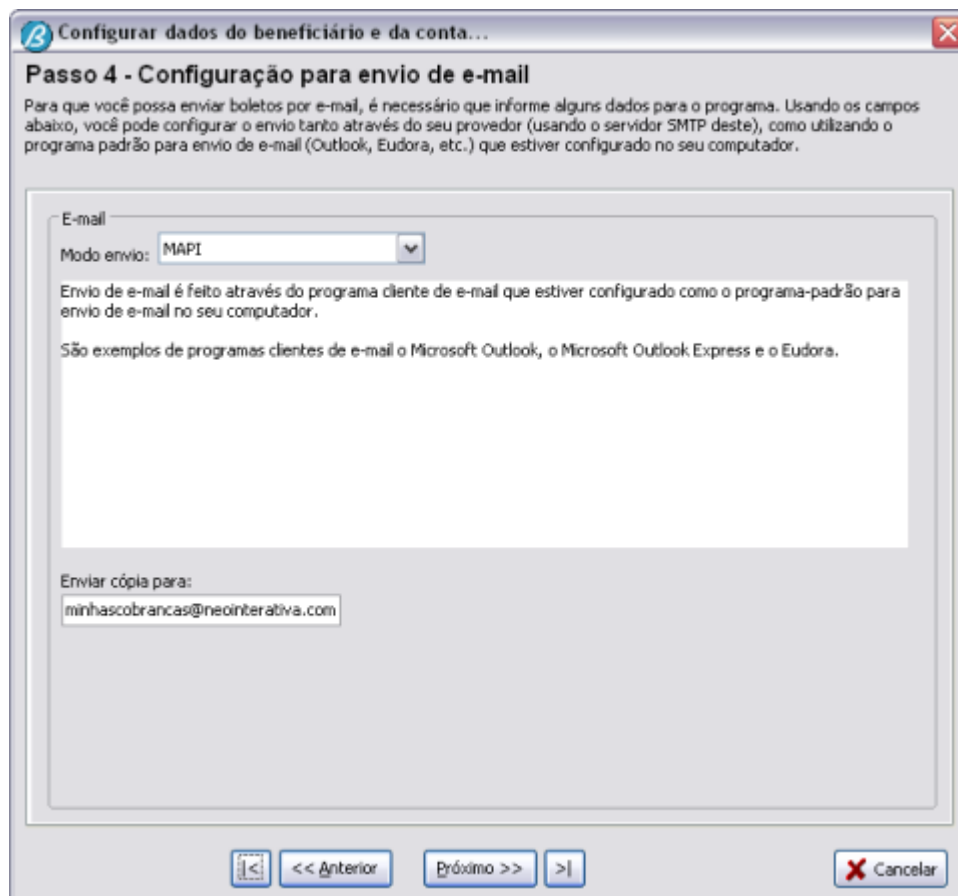 Configurar dados do beneficiário e da conta...
Passo 4 - Configuração para envio de e-mail
Para que você possa enviar boletos por e-mail, é necessário que informe alguns dados para o programa. Usando os campos
abaixo, você pode configurar o envio tanto através do seu provedor (usando o servidor SMTP deste), como utilizando o
programa padrão para envio de e-mail (Outlook, Eudora, etc.) que estiver configurado no seu computador.
E-mail
Modo envio: MAPI
Envio de e-mail é feito através do programa cliente de e-mail que estiver configurado como o programa-padrão para
envio de e-mail no seu computador.
São exemplos de programas clientes de e-mail o Microsoft Outlook, o Microsoft Outlook Express e o Eudora.
Enviar cópia para:
minhascobrancas@neointerativa.com
|< << Anterior Próximo >> >| Cancelar